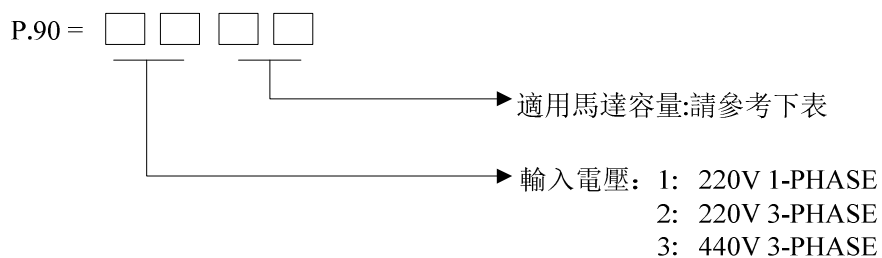 P.90 = □□ □□
適用馬達容量:請參考下表
輸入電壓：1: 220V 1-PHASE
2: 220V 3-PHASE
3: 440V 3-PHASE